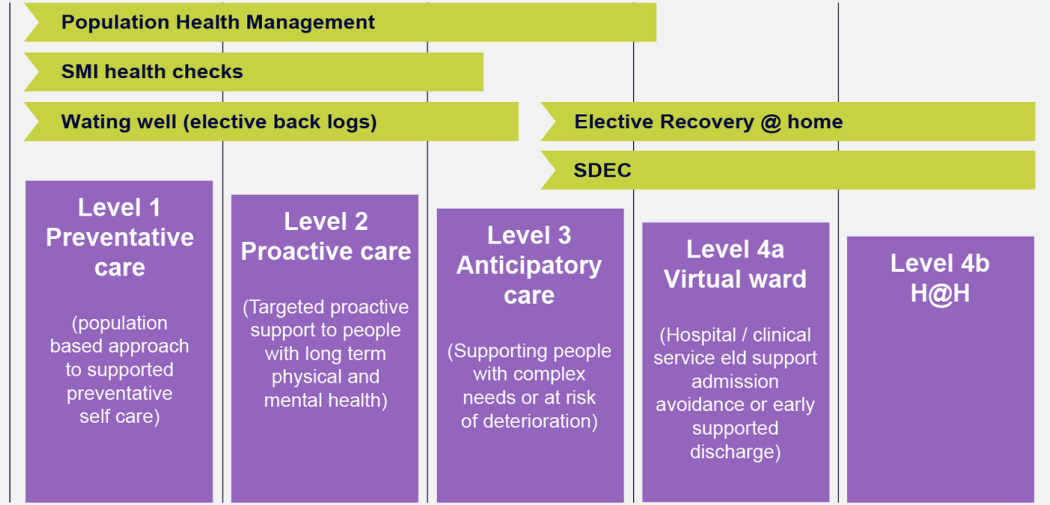 Population Health Management
SMI health checks
Wating well (elective back logs)
Elective Recovery @ home
SDEC
Level 1
Preventative
care
(population
based approach
to supported
preventative
self care)
Level 2
Proactive care
(Targeted proactive
support to people
with long term
physical and
mental health)
Level 3
Anticipatory
care
(Supporting people
with complex
needs or at risk
of deterioration)
Level 4a
Virtual ward
(Hospital / clinical
service eld support
admission
avoidance or early
supported
discharge)
Level 4b
H@H